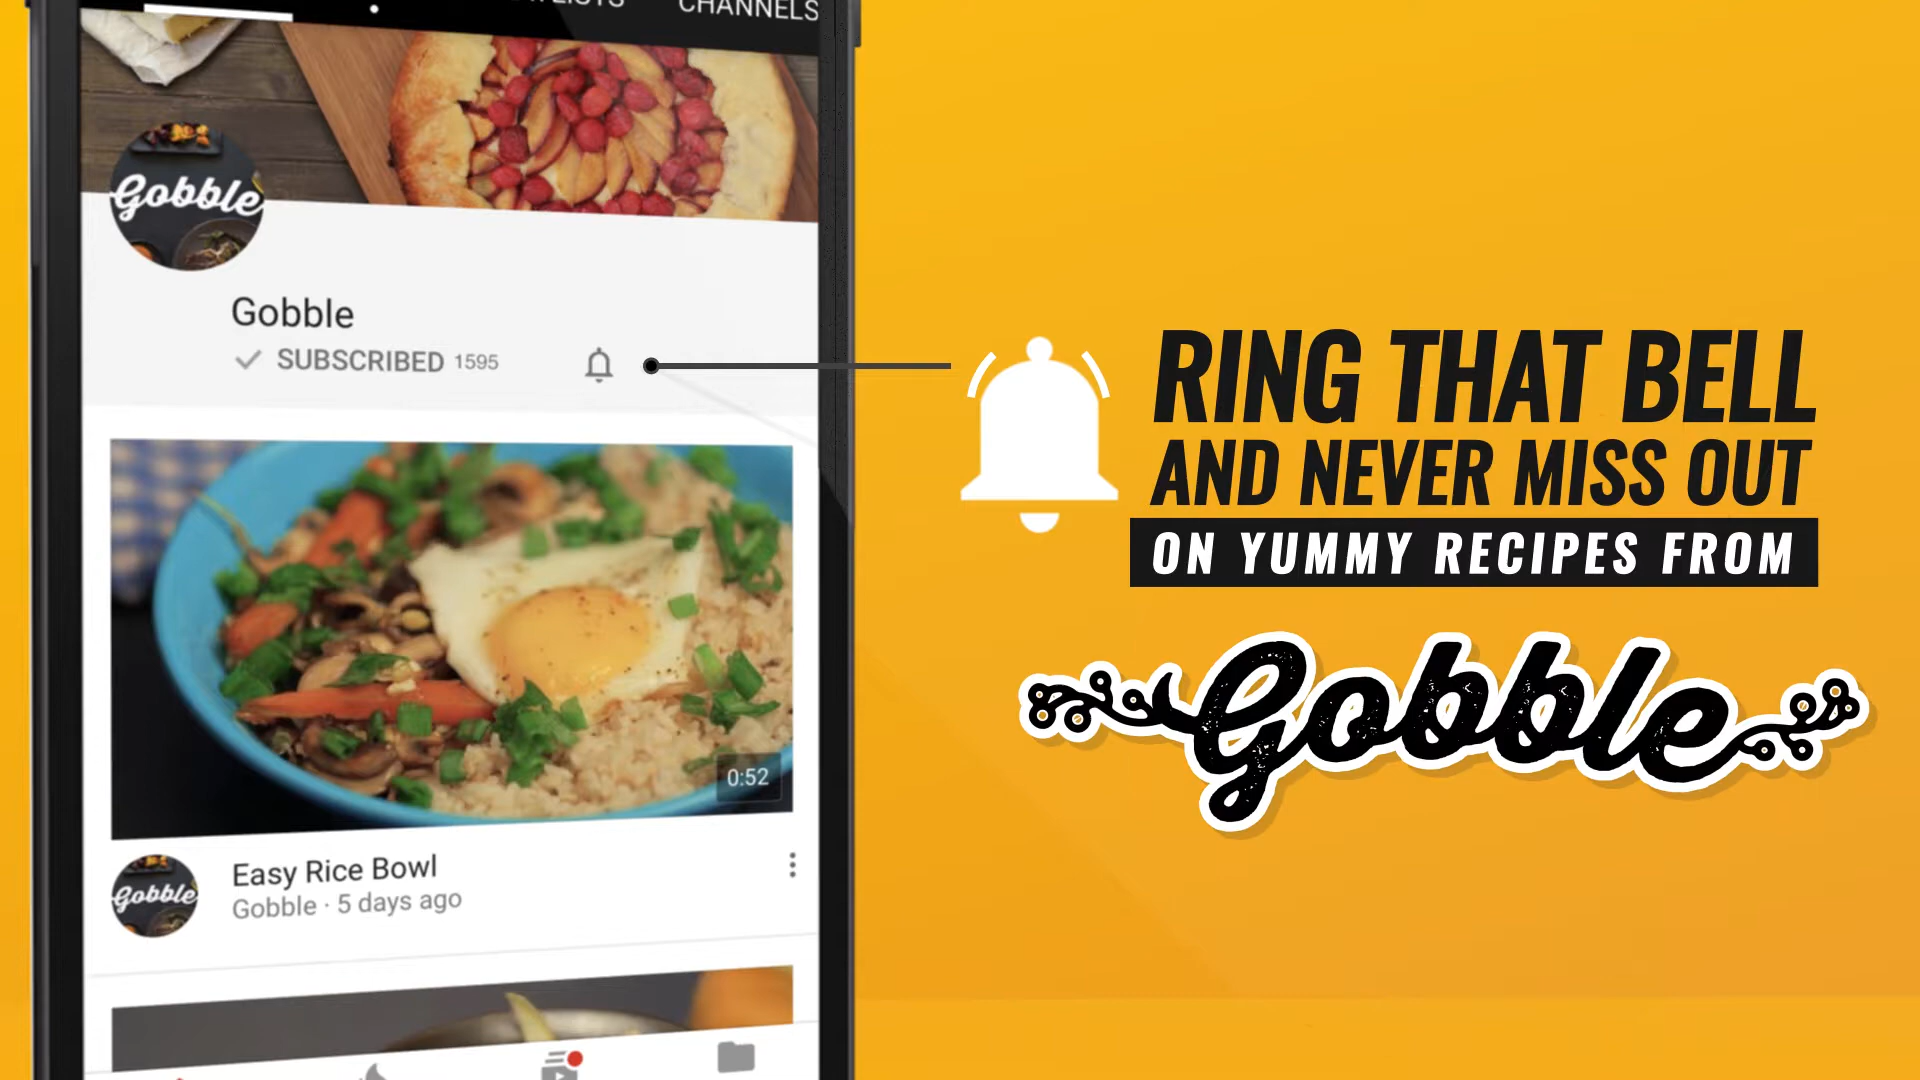 CHANNELS
Gobble
Gobble
SUBSCRIBED 1595
0:52
Gobble
Easy Rice Bowl
Gobble · 5 days ago
RING THAT BELL
AND NEVER MISS OUT
ON YUMMY RECIPES FROM
Gobble